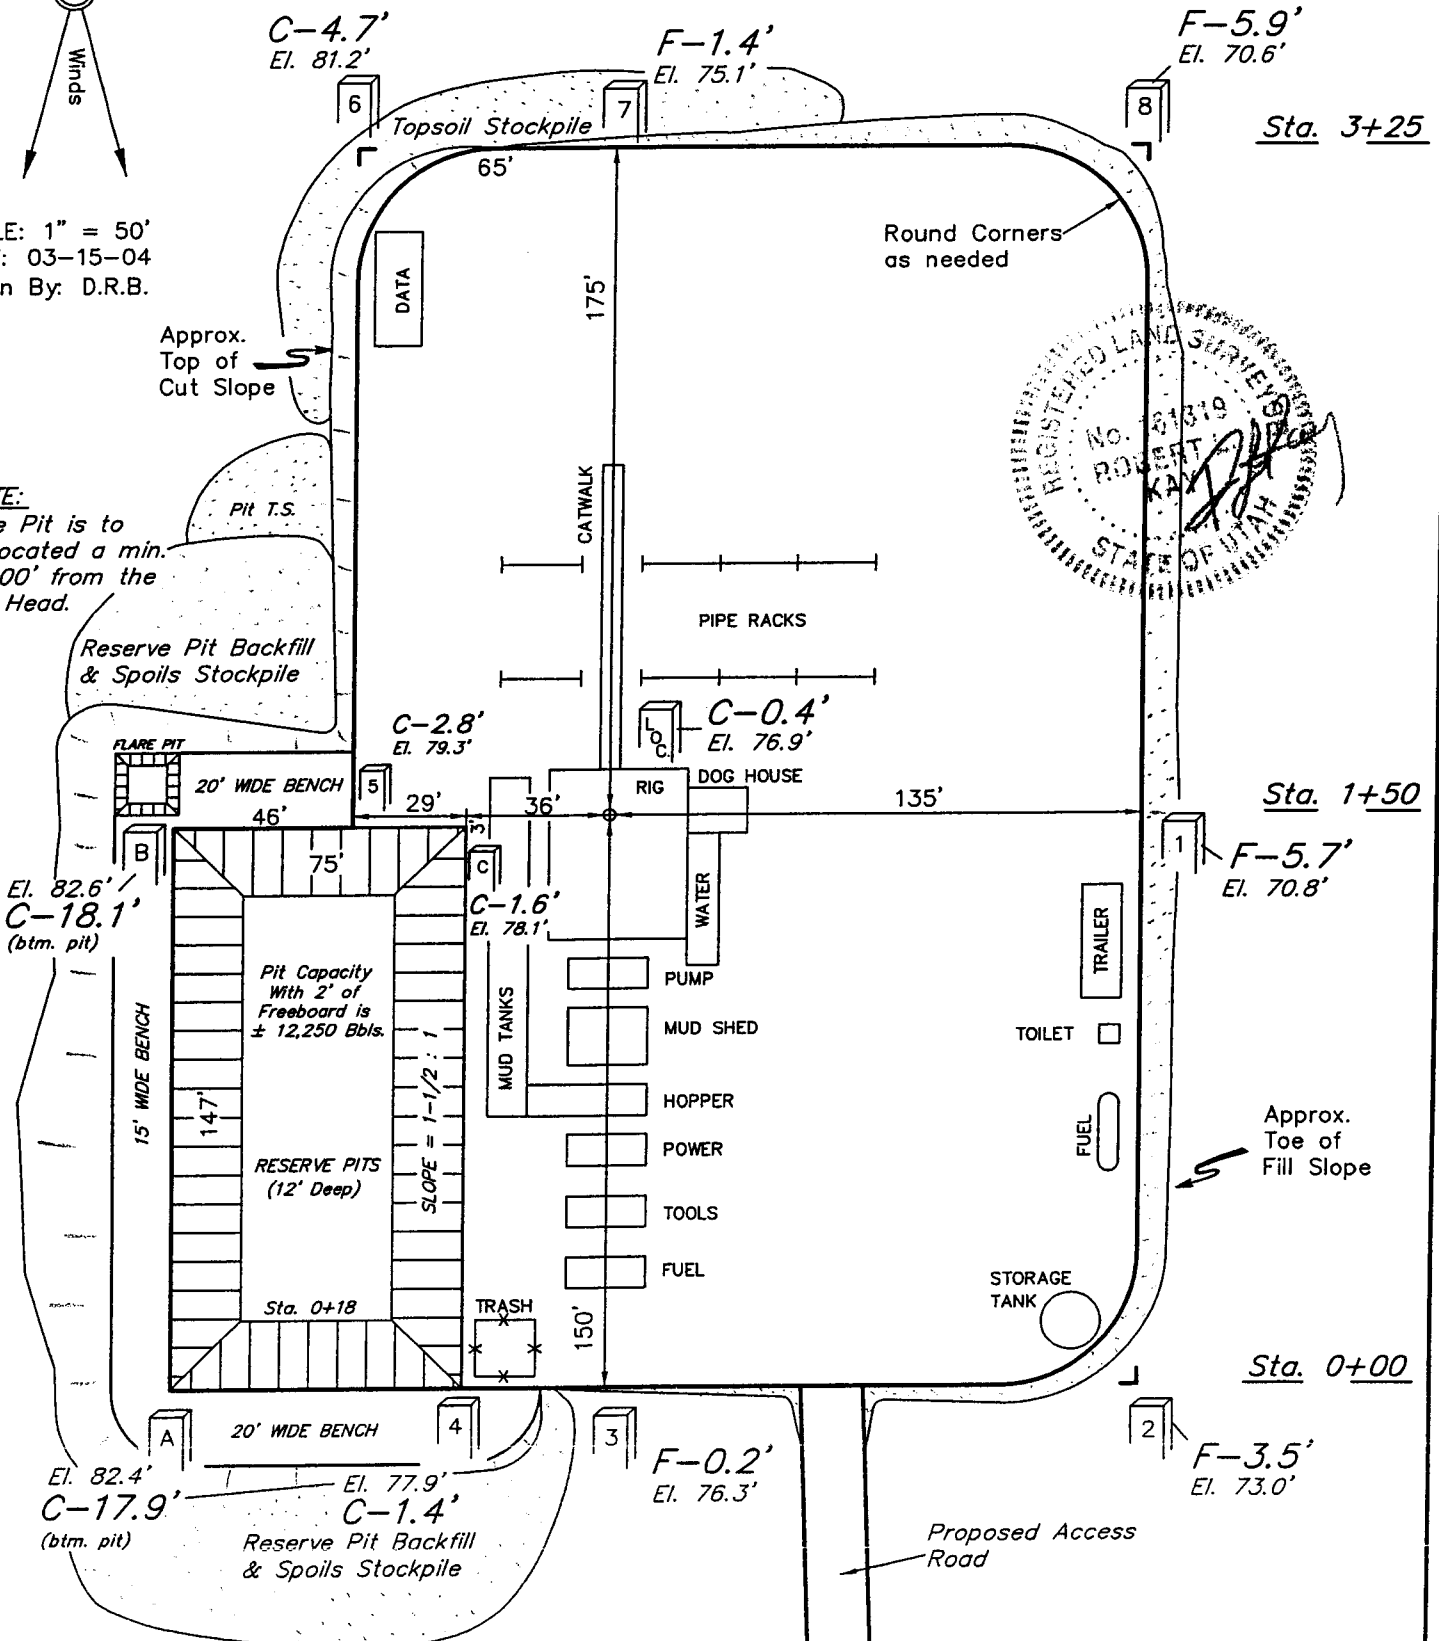 Winds
C-4.7'
El. 81.2'
F-1.4'
El. 75.1'
F-5.9'
El. 70.6'
6
7
8
Topsoil Stockpile
Sta. 3+25
65'
LE: 1" = 50'
: 03-15-04
n By: D.R.B.
Round Corners
as needed
DATA
175'
Approx.
Top of
Cut Slope
REGISTERED LAND SURVEYOR
No. 161319
ROBERT
KAY
STATE OF UTAH
CATWALK
TE:
e Pit is to
ocated a min.
00' from the
Head.
Pit T.S.
PIPE RACKS
Reserve Pit Backfill
& Spoils Stockpile
C-2.8'
El. 79.3'
LOC.
C-0.4'
El. 76.9'
FLARE PIT
20' WIDE BENCH
5
RIG
DOG HOUSE
Sta. 1+50
46'
29'
36'
135'
3'
B
75'
C
1
F-5.7'
El. 70.8'
El. 82.6'
C-18.1'
(btm. pit)
C-1.6'
El. 78.1'
WATER
TRAILER
Pit Capacity
With 2' of
Freeboard is
± 12,250 Bbls.
PUMP
MUD SHED
TOILET
15' WIDE BENCH
SLOPE = 1-1/2 : 1
MUD TANKS
147'
HOPPER
FUEL
POWER
Approx.
Toe of
Fill Slope
RESERVE PITS
(12' Deep)
TOOLS
FUEL
STORAGE
TANK
Sta. 0+18
TRASH
150'
Sta. 0+00
A
20' WIDE BENCH
4
3
2
El. 82.4'
C-17.9'
(btm. pit)
El. 77.9'
C-1.4'
F-0.2'
El. 76.3'
F-3.5'
El. 73.0'
Reserve Pit Backfill
& Spoils Stockpile
Proposed Access
Road